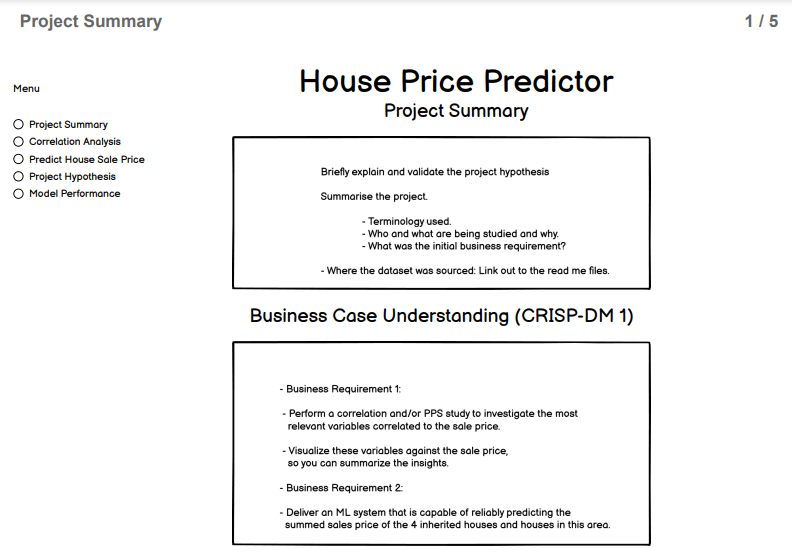 Project Summary
1 / 5
Menu
Project Summary
Correlation Analysis
Predict House Sale Price
Project Hypothesis
Model Performance
House Price Predictor
Project Summary
Briefly explain and validate the project hypothesis
Summarise the project.
- Terminology used.
- Who and what are being studied and why.
- What was the initial business requirement?
- Where the dataset was sourced: Link out to the read me files.
Business Case Understanding (CRISP-DM 1)
- Business Requirement 1:
- Perform a correlation and/or PPS study to investigate the most
relevant variables correlated to the sale price.
- Visualize these variables against the sale price,
so you can summarize the insights.
- Business Requirement 2:
- Deliver an ML system that is capable of reliably predicting the
summed sales price of the 4 inherited houses and houses in this area.